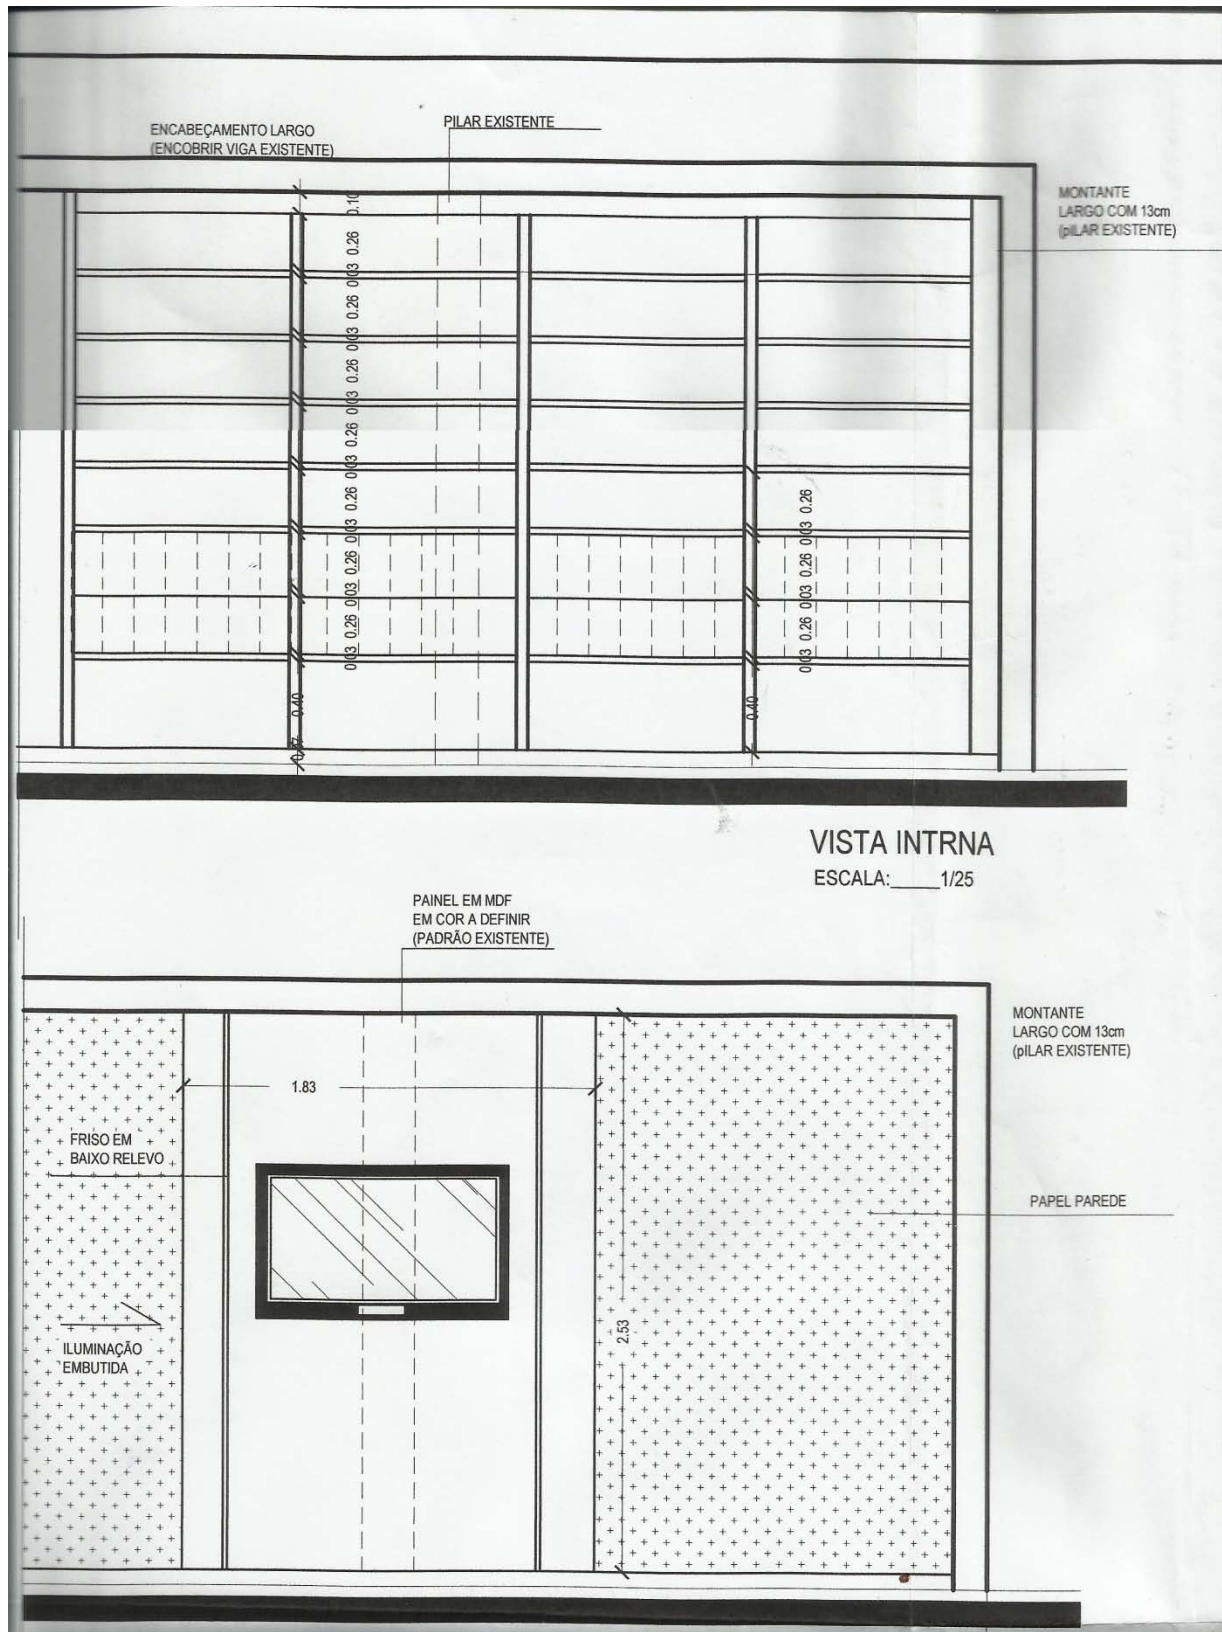 ENCABEÇAMENTO LARGO
(ENCOBRIR VIGA EXISTENTE)
PILAR EXISTENTE
MONTANTE
LARGO COM 13cm
(pILAR EXISTENTE)
0.03 0.26 0.03 0.26 0.03 0.26 0.03 0.26 0.03 0.26 0.03 0.26 0.03 0.26 0.10
0.03 0.26 0.03 0.26 0.03 0.26
0.40
0.40
VISTA INTRNA
ESCALA:_____1/25
PAINEL EM MDF
EM COR A DEFINIR
(PADRÃO EXISTENTE)
MONTANTE
LARGO COM 13cm
(pILAR EXISTENTE)
1.83
FRISO EM
BAIXO RELEVO
PAPEL PAREDE
2.53
ILUMINAÇÃO
EMBUTIDA